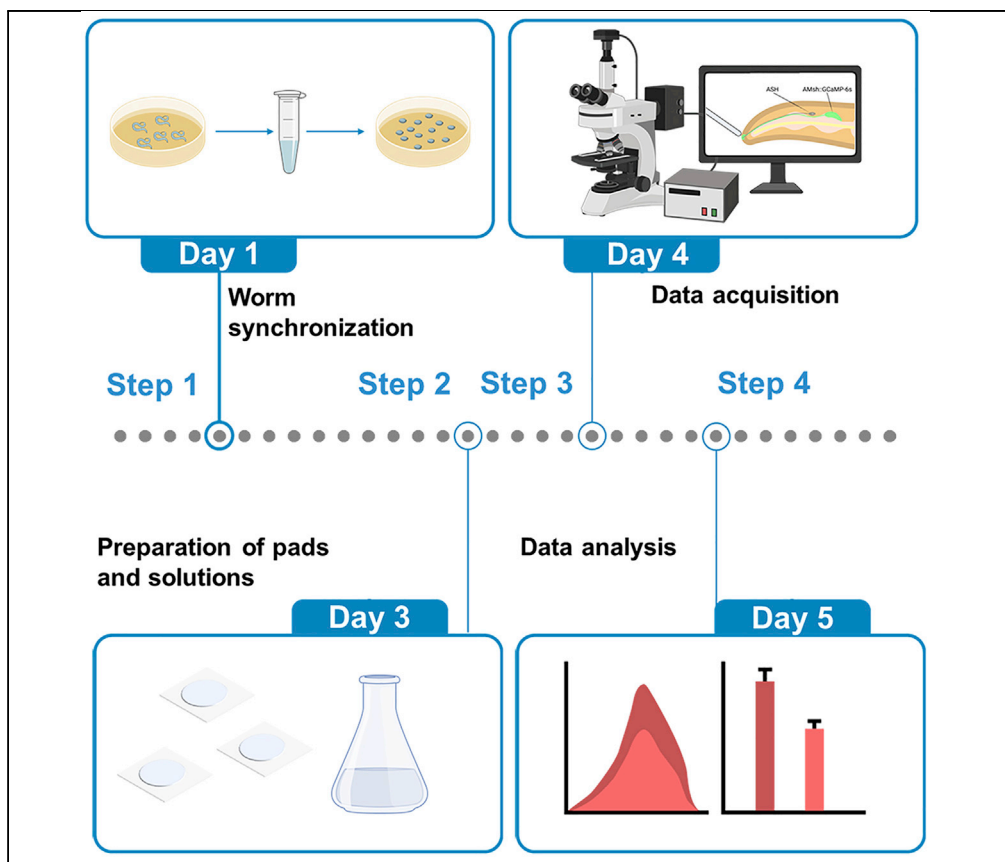 ASH
AMsh::GCaMP-6s
Day 1
Day 4
Worm
synchronization
Data acquisition
Step 1
Step 2
Step 3
Step 4
Preparation of pads
and solutions
Data analysis
Day 3
Day 5